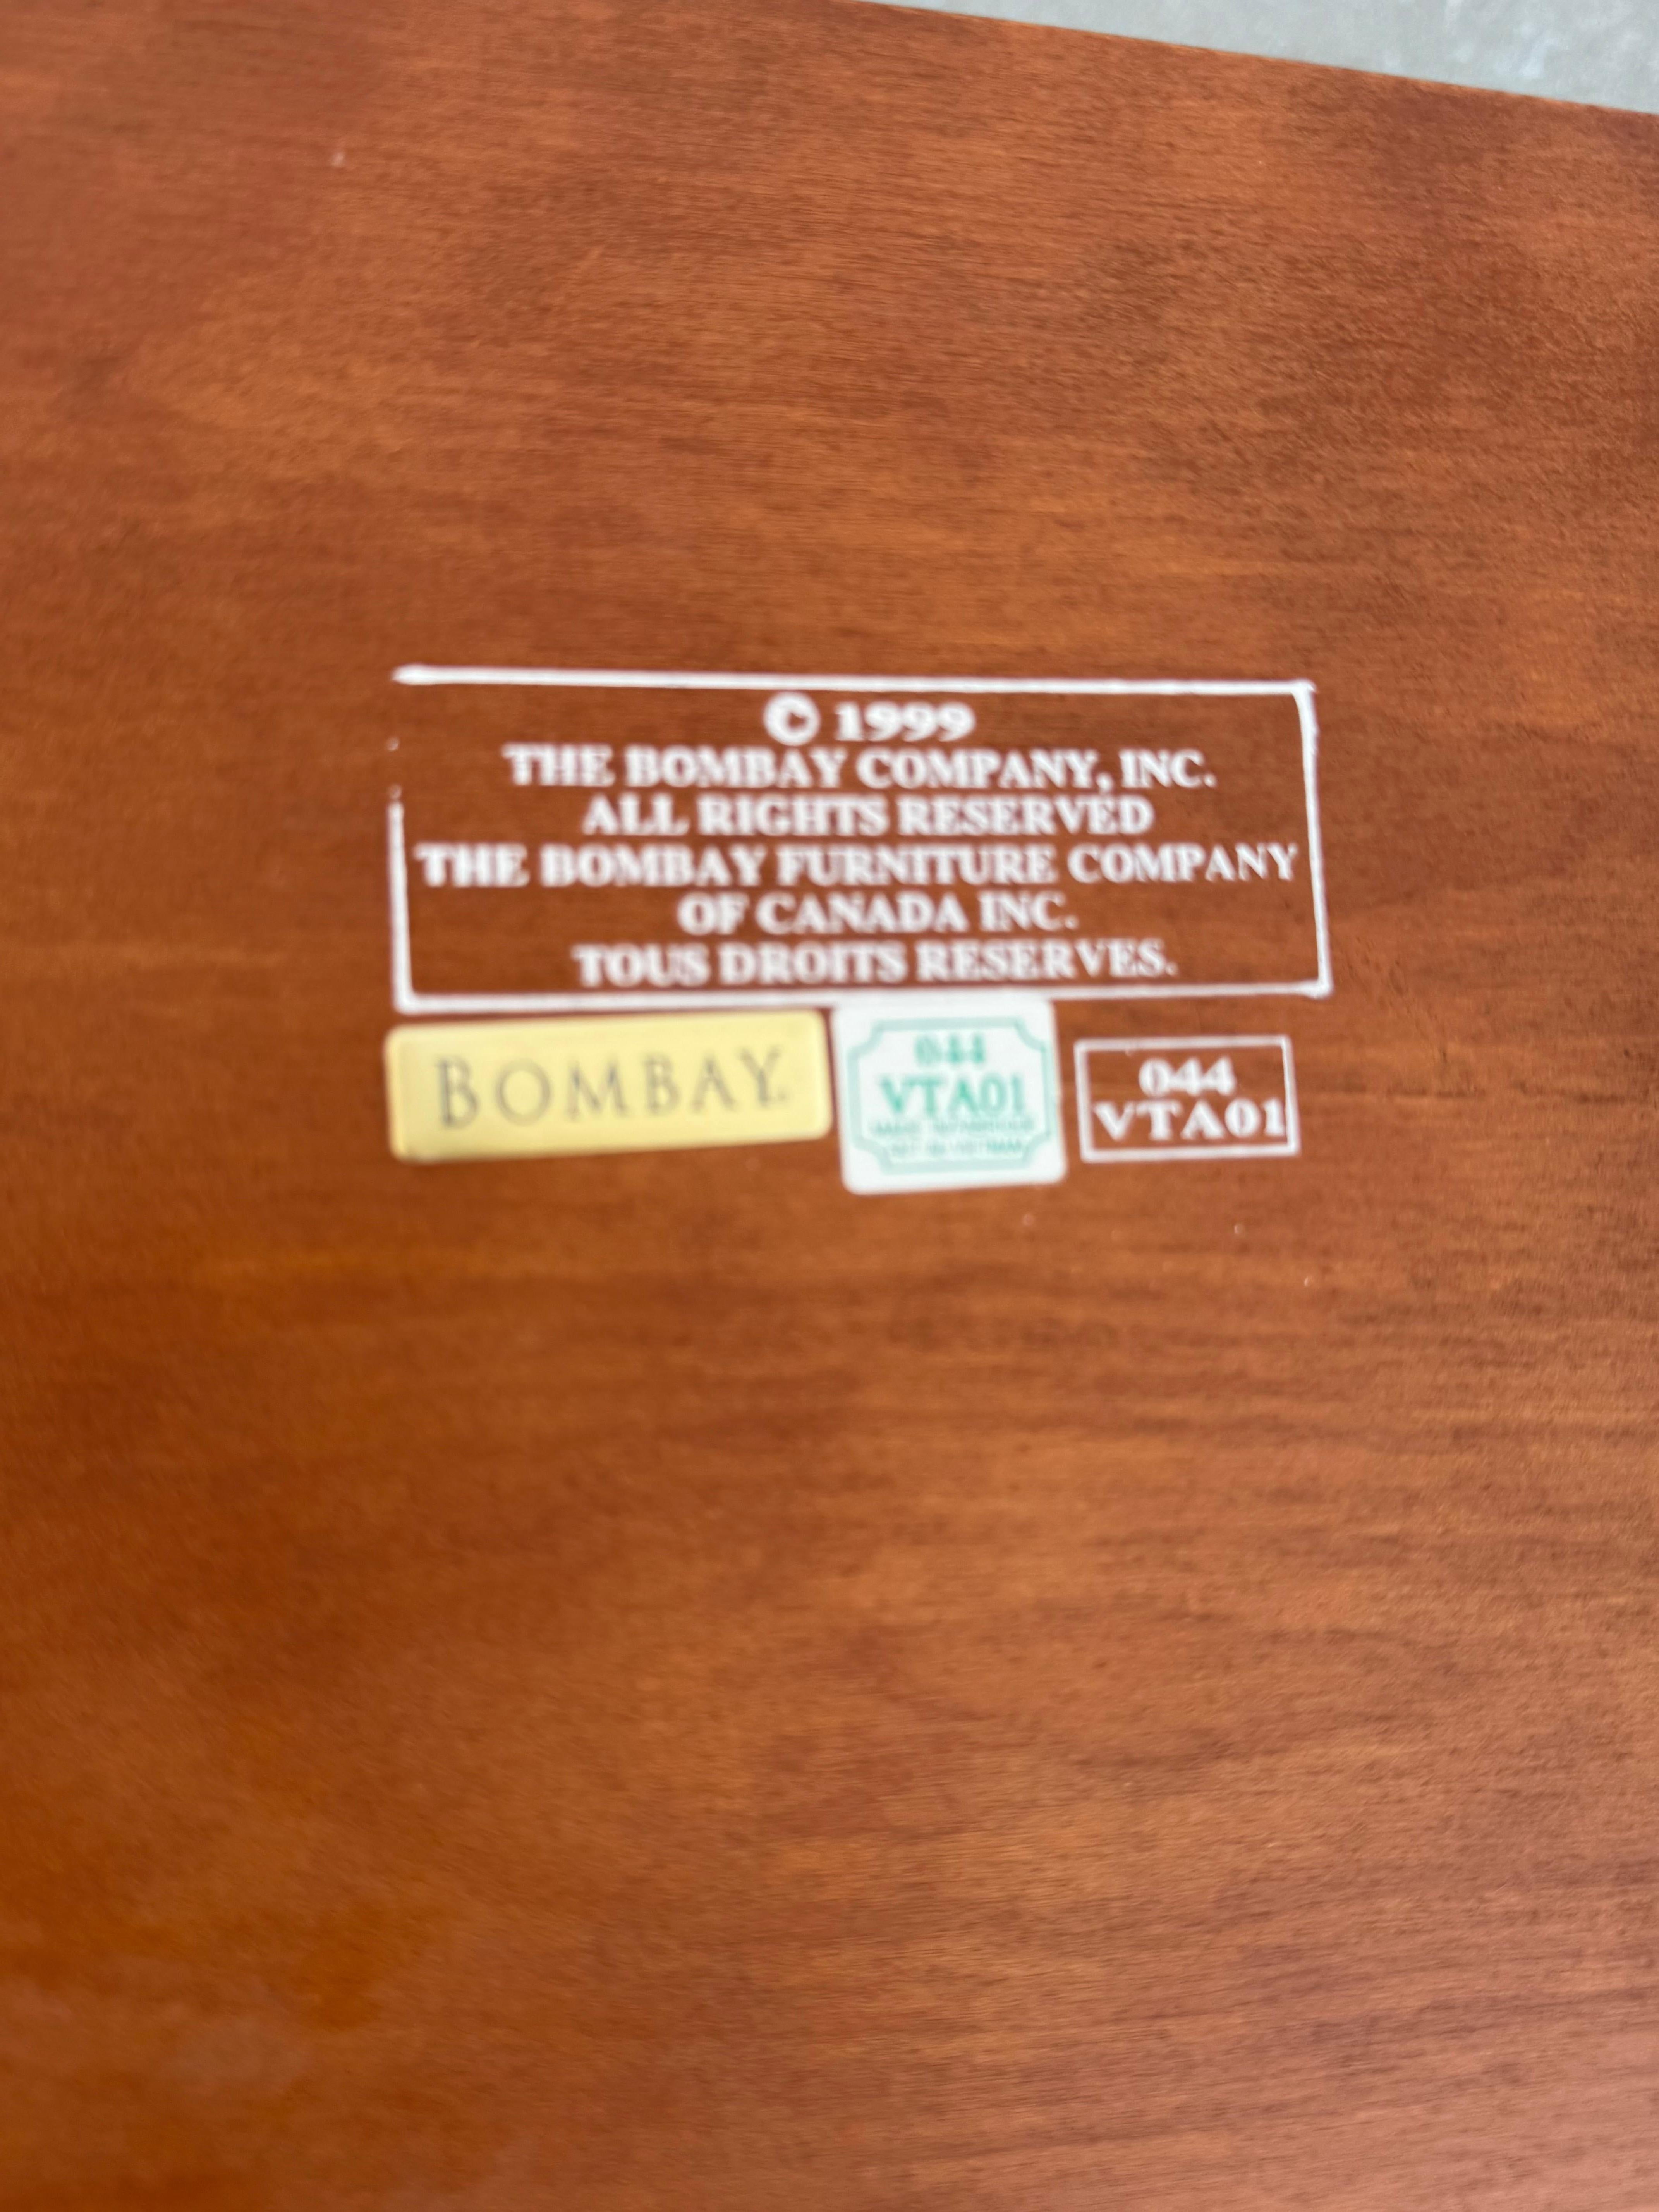 © 1999
THE BOMBAY COMPANY, INC.
ALL RIGHTS RESERVED
THE BOMBAY FURNITURE COMPANY
OF CANADA INC.
TOUS DROITS RESERVES.
BOMBAY.
044
VTA01
044
VTA01